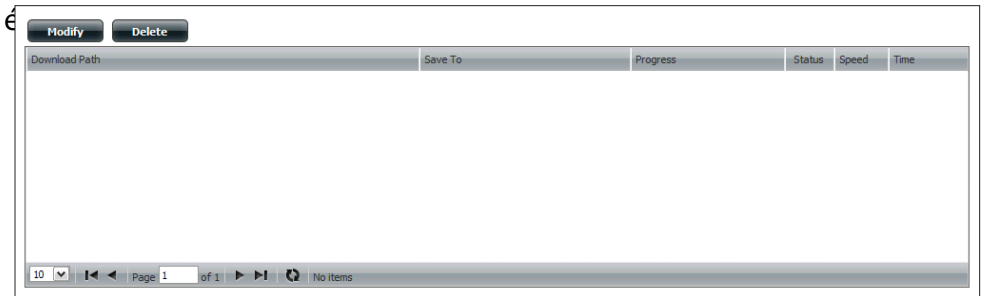 é
Modify Delete
Download Path Save To Progress Status Speed Time
10 Page 1 of 1 No items